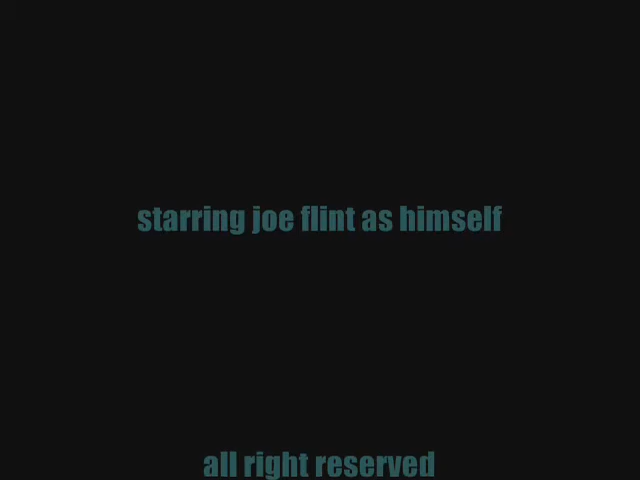 starring joe flint as himself
all right reserved